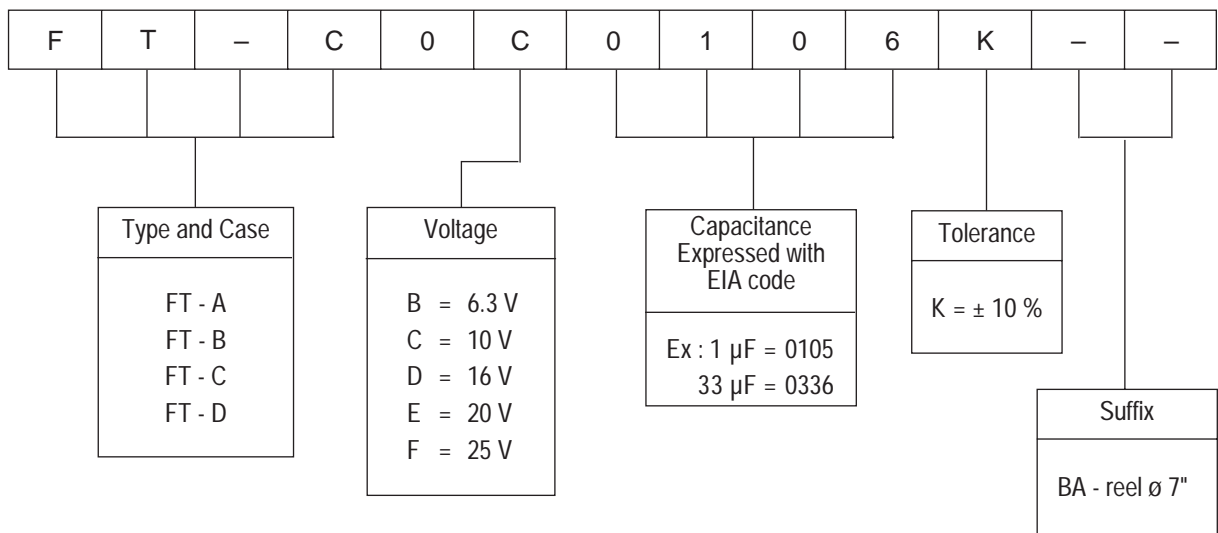 F T – C 0 C 0 1 0 6 K – –
Type and Case
FT - A
FT - B
FT - C
FT - D
Voltage
B = 6.3 V
C = 10 V
D = 16 V
E = 20 V
F = 25 V
Capacitance
Expressed with
EIA code
Ex : 1 µF = 0105
33 µF = 0336
Tolerance
K = ± 10 %
Suffix
BA - reel ø 7"